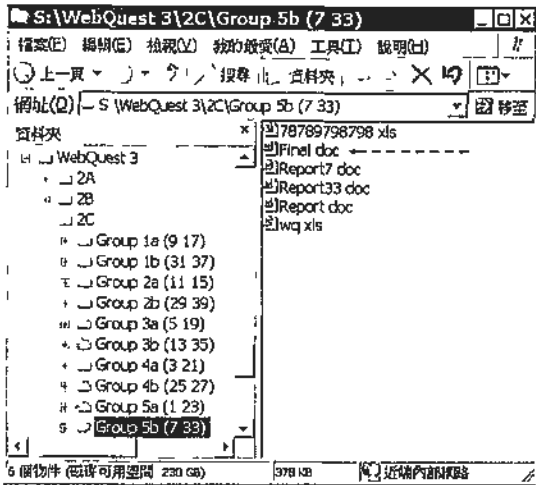 S:\WebQuest 3\2C\Group 5b (7 33)
檔案(F) 編輯(E) 檢視(V) 我的最愛(A) 工具(T) 說明(H)
上一頁 搜尋 資料夾
網址(D) S \WebQuest 3\2C\Group 5b (7 33) 移至
資料夾
WebQuest 3
2A
2B
2C
Group 1a (9 17)
Group 1b (31 37)
Group 2a (11 15)
Group 2b (29 39)
Group 3a (5 19)
Group 3b (13 35)
Group 4a (3 21)
Group 4b (25 27)
Group 5a (1 23)
Group 5b (7 33)
78789798798 xls
Final doc
Report7 doc
Report33 doc
Report doc
wq xls
6 個物件 (磁碟可用空間 230 GB) 378 KB 近端內部網路